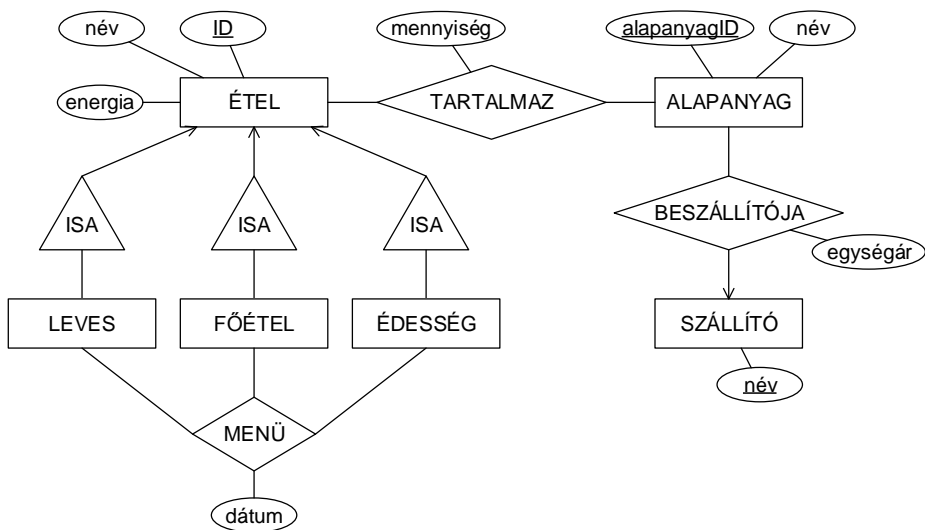 név
ID
mennyiség
alapanyagID
név
energia
ÉTEL
TARTALMAZ
ALAPANYAG
ISA
ISA
ISA
BESZÁLLÍTÓJA
egységár
LEVES
FŐÉTEL
ÉDESSÉG
SZÁLLÍTÓ
név
MENÜ
dátum